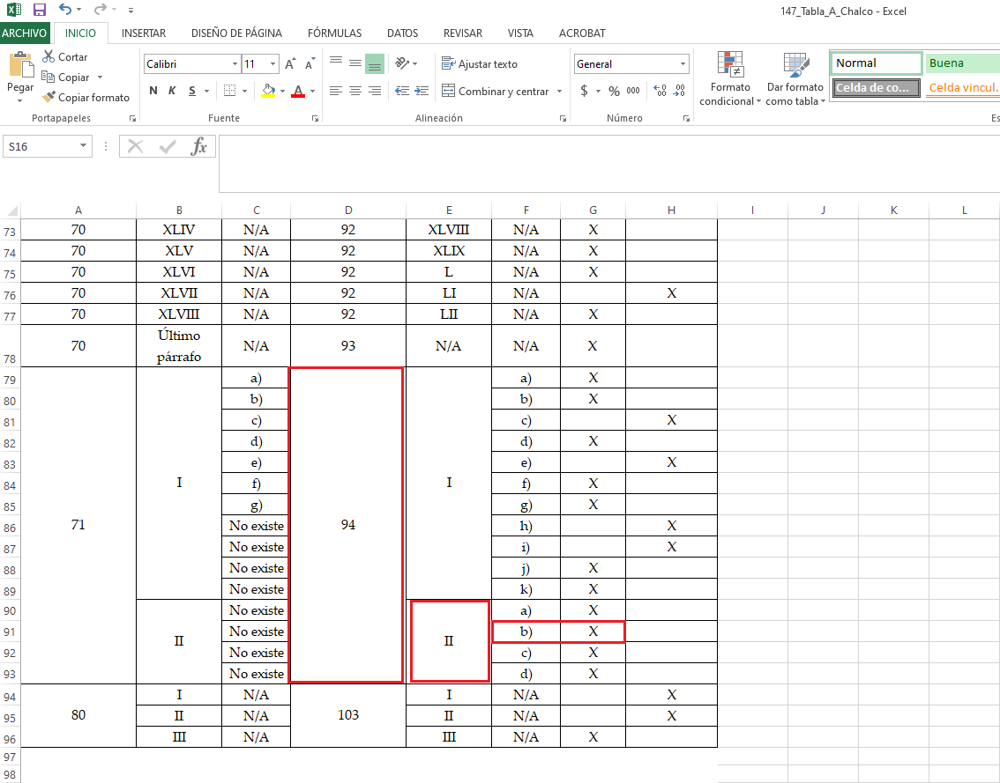 147_Tabla_A_Chalco - Excel
ARCHIVO INICIO INSERTAR DISEÑO DE PÁGINA FÓRMULAS DATOS REVISAR VISTA ACROBAT
Pegar
Cortar
Copiar
Copiar formato
Portapapeles
Calibri 11
N K S
Fuente
Ajustar texto
Combinar y centrar
Alineación
General
$ % 000
Número
Formato condicional
Dar formato como tabla
Normal Buena
Celda de co... Celda vincul.
Es
S16
fx
A B C D E F G H I J K L
73 70 XLIV N/A 92 XLVIII N/A X
74 70 XLV N/A 92 XLIX N/A X
75 70 XLVI N/A 92 L N/A X
76 70 XLVII N/A 92 LI N/A X
77 70 XLVIII N/A 92 LII N/A X
78 70 Último párrafo N/A 93 N/A N/A X
79 a) a) X
80 b) b) X
81 c) c) X
82 d) d) X
83 e) e) X
84 I f) I f) X
85 g) g) X
86 71 No existe 94 h) X
87 No existe i) X
88 No existe j) X
89 No existe k) X
90 No existe a) X
91 II No existe II b) X
92 No existe c) X
93 No existe d) X
94 I N/A I N/A X
95 80 II N/A 103 II N/A X
96 III N/A III N/A X
97
98